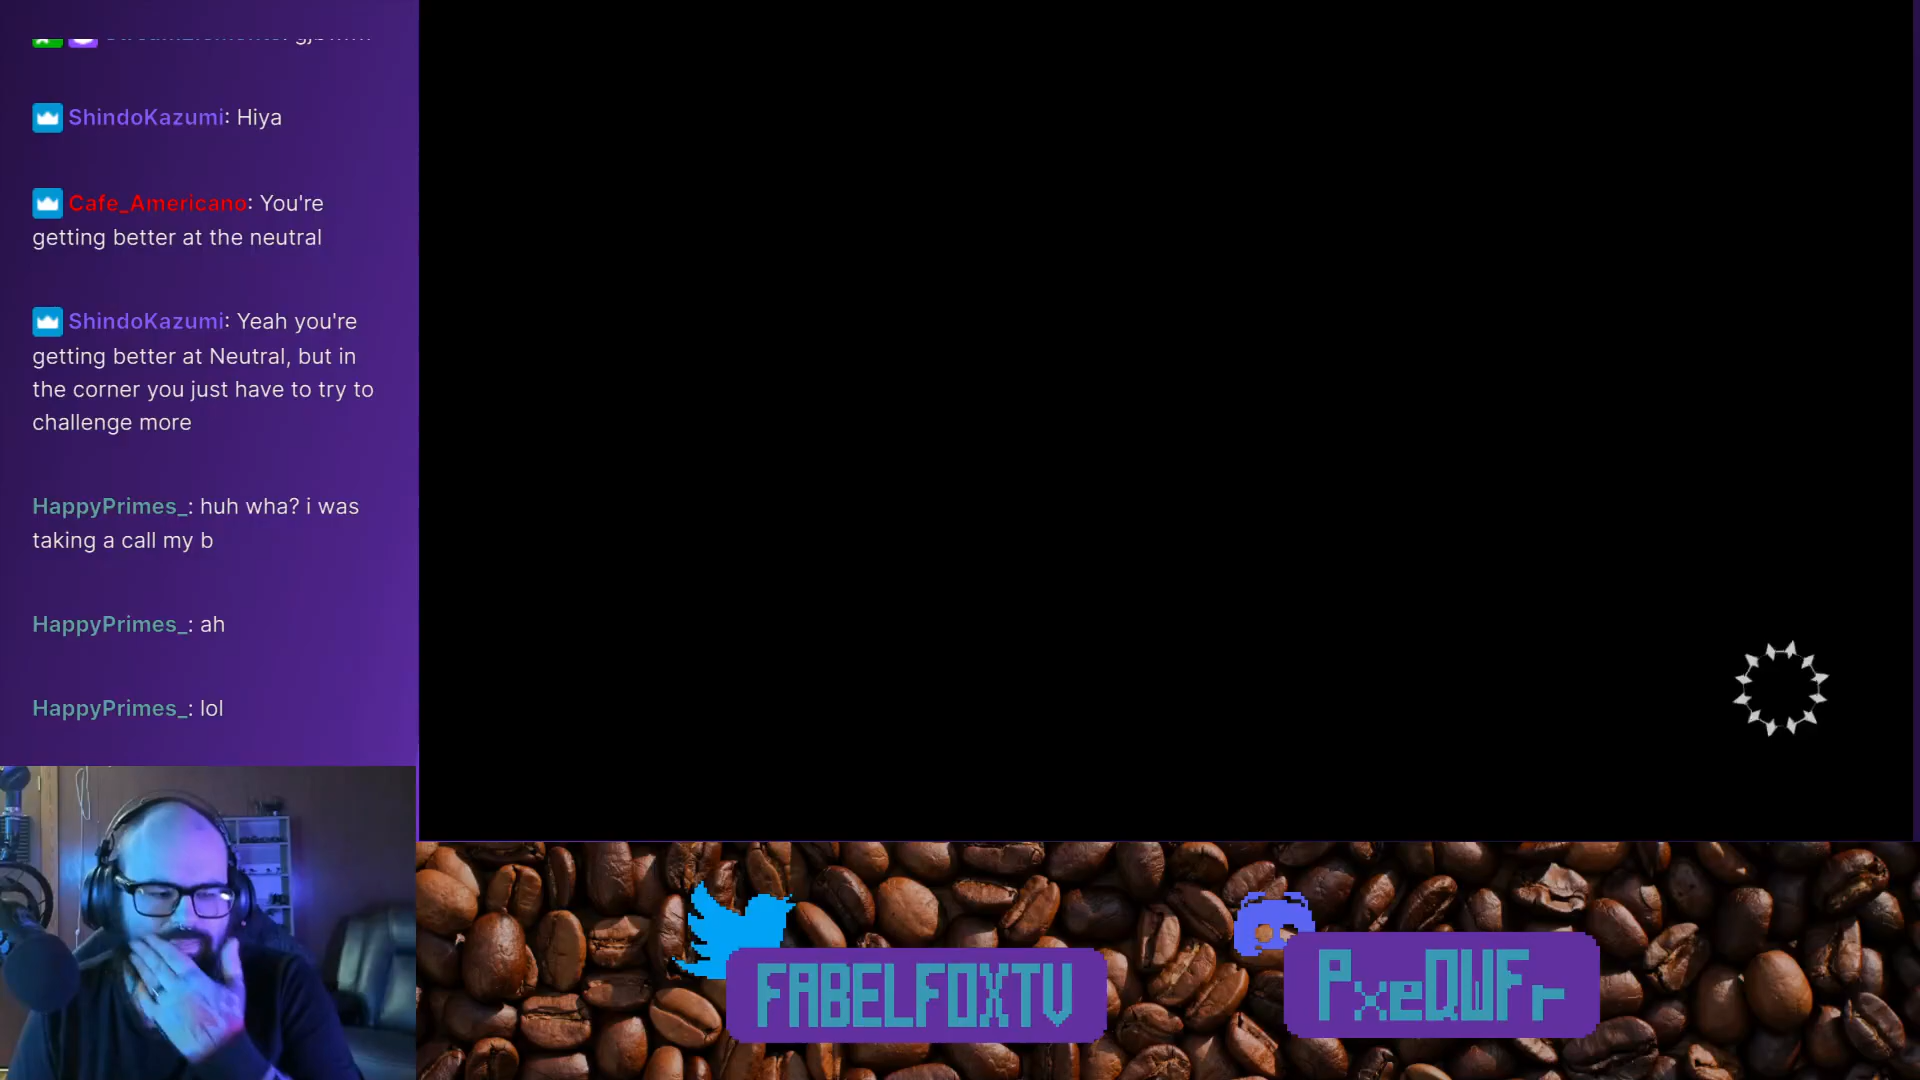 ShindoKazumi: Hiya
Cafe_Americano: You're
getting better at the neutral
ShindoKazumi: Yeah you're
getting better at Neutral, but in
the corner you just have to try to
challenge more
HappyPrimes_: huh wha? i was
taking a call my b
HappyPrimes_: ah
HappyPrimes_: lol
FABELFOXTV
PxeQWFr